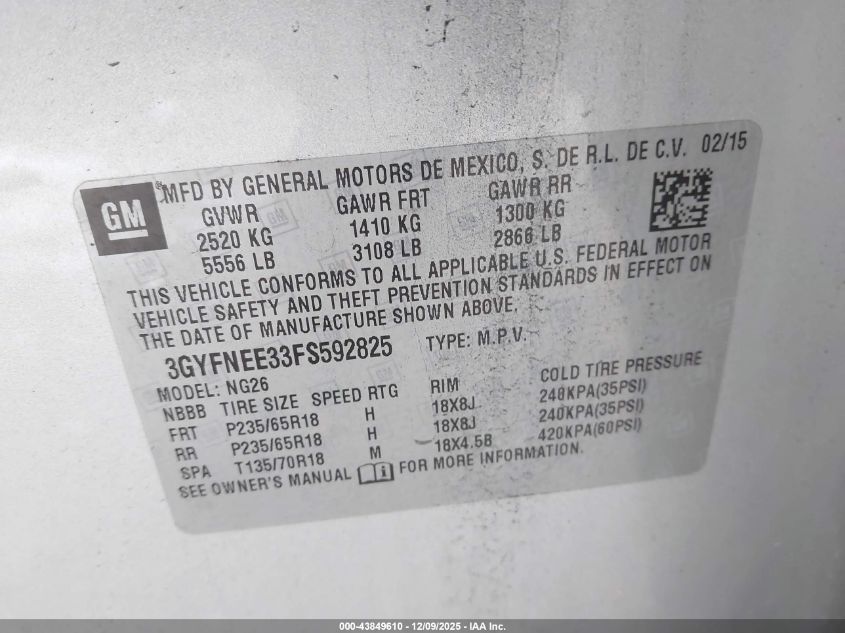 GM ® MFD BY GENERAL MOTORS DE MEXICO, S. DE R.L. DE C.V. 02/15
GVWR GAWR FRT GAWR RR
2520 KG 1410 KG 1300 KG
5556 LB 3108 LB 2866 LB
THIS VEHICLE CONFORMS TO ALL APPLICABLE U.S. FEDERAL MOTOR
VEHICLE SAFETY AND THEFT PREVENTION STANDARDS IN EFFECT ON
THE DATE OF MANUFACTURE SHOWN ABOVE.
3GYFNEE33FS592825 TYPE: M.P.V.
MODEL: NG26
NBBB TIRE SIZE SPEED RTG RIM COLD TIRE PRESSURE
FRT P235/65R18 H 18X8J 240KPA(35PSI)
RR P235/65R18 H 18X8J 240KPA(35PSI)
SPA T135/70R18 M 18X4.5B 420KPA(60PSI)
SEE OWNER'S MANUAL FOR MORE INFORMATION.
000-43849610 - 12/09/2025 - IAA Inc.